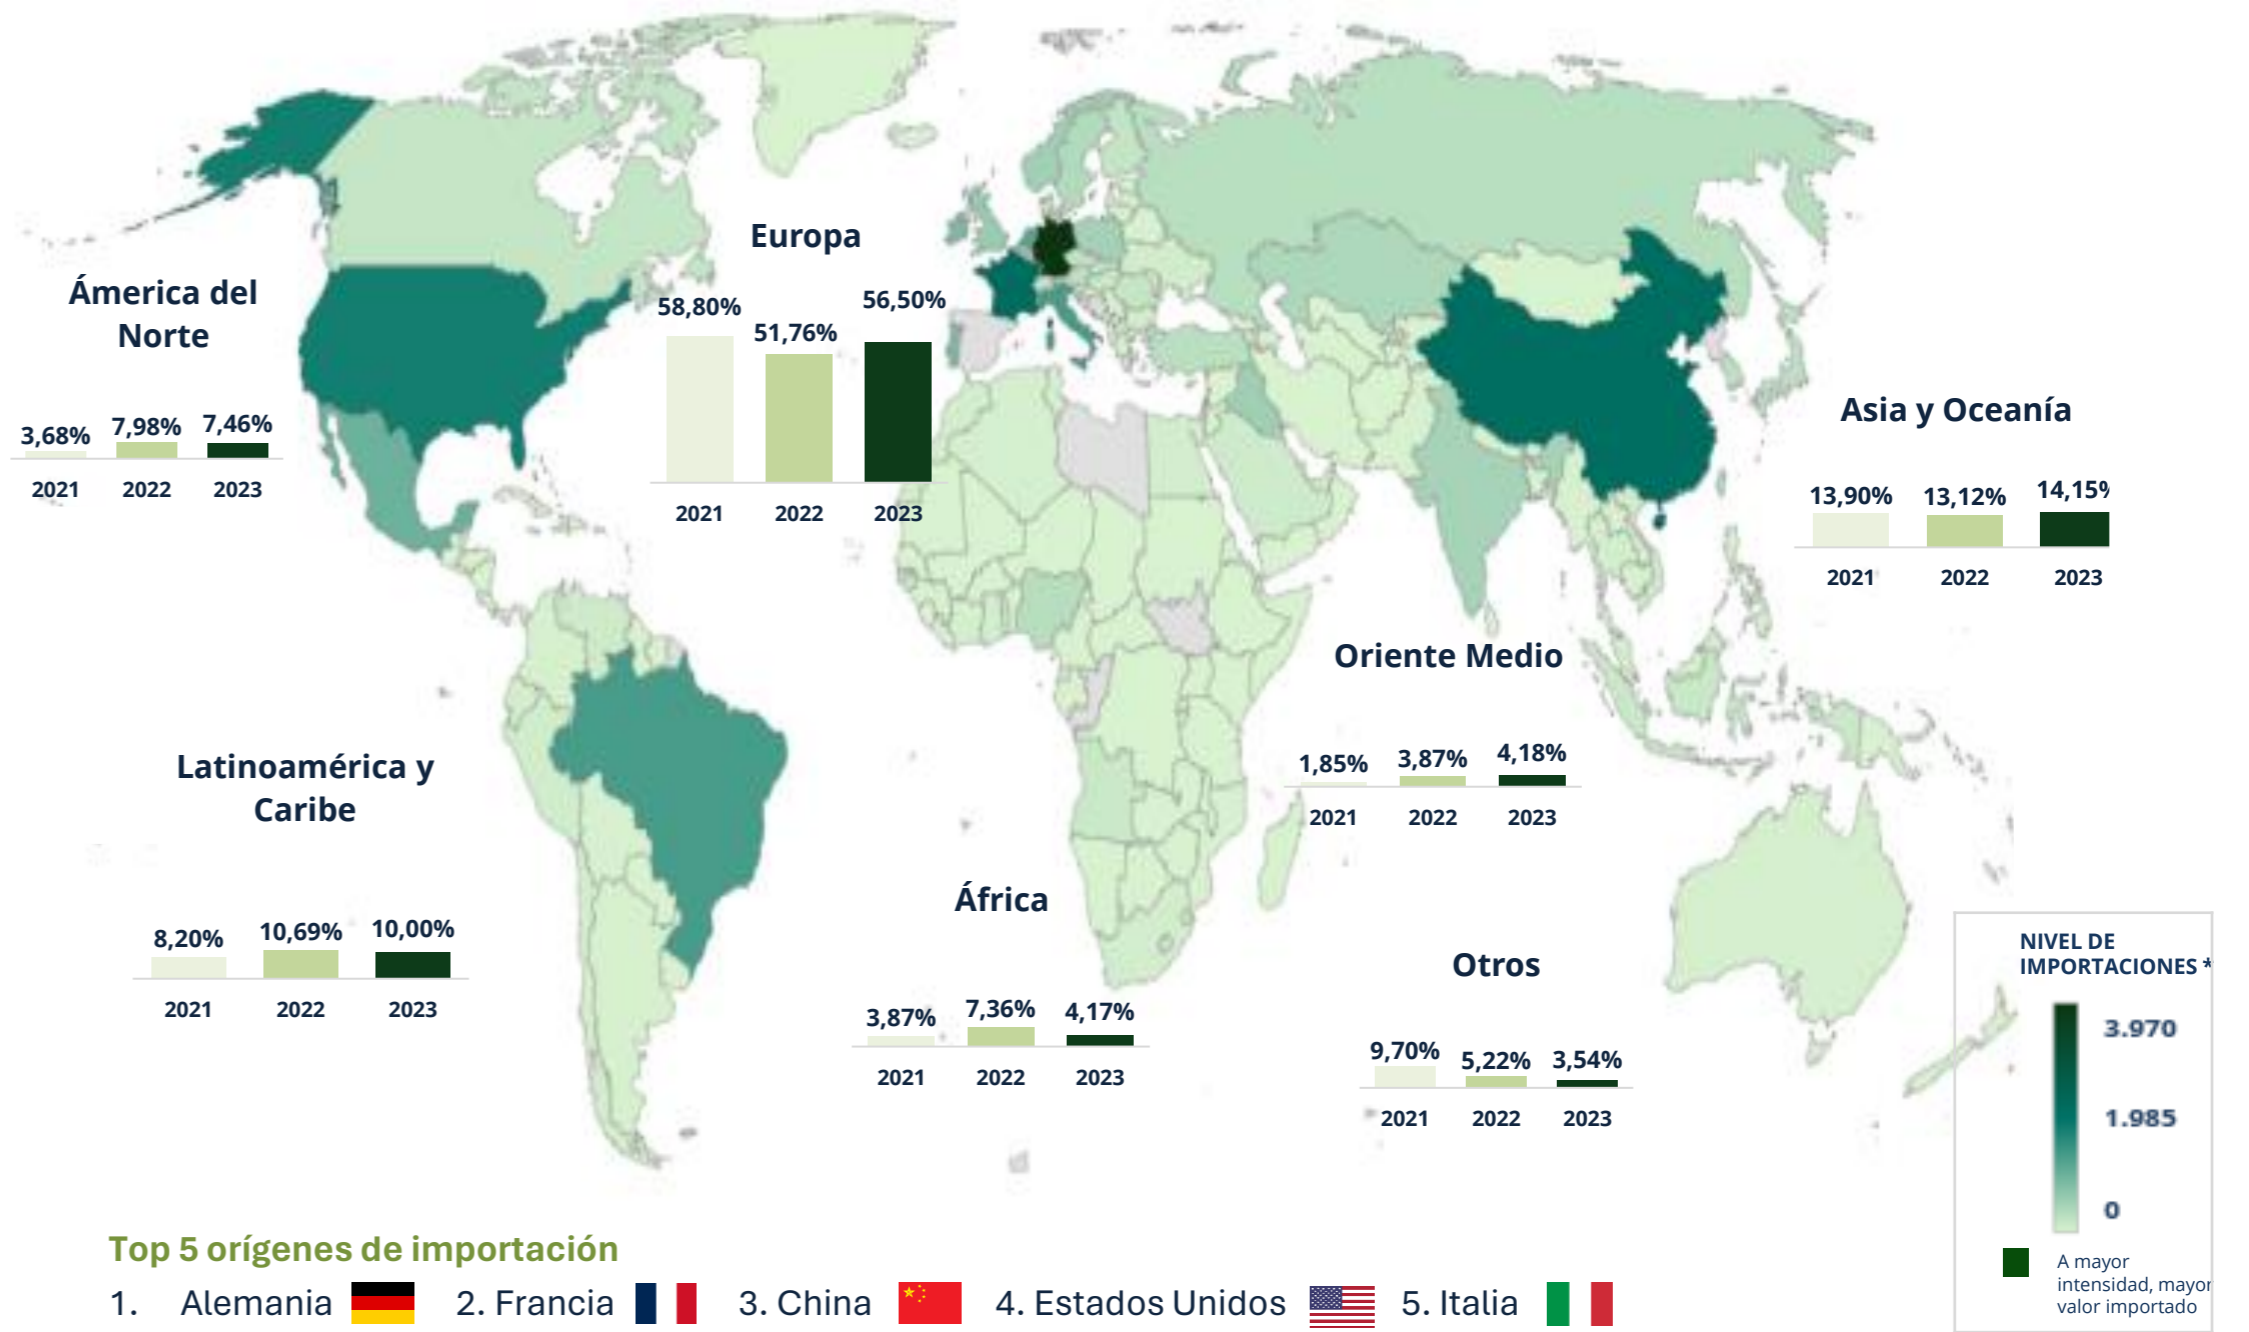 Europa
58,80%
51,76%
56,50%
2021
2022
2023
Ámerica del
Norte
3,68%
7,98%
7,46%
2021
2022
2023
Asia y Oceanía
13,90%
13,12%
14,15%
2021
2022
2023
Oriente Medio
1,85%
3,87%
4,18%
2021
2022
2023
Latinoamérica y
Caribe
8,20%
10,69%
10,00%
2021
2022
2023
África
3,87%
7,36%
4,17%
2021
2022
2023
Otros
9,70%
5,22%
3,54%
2021
2022
2023
NIVEL DE
IMPORTACIONES *
3.970
1.985
0
A mayor
intensidad, mayor
valor importado
Top 5 orígenes de importación
1. Alemania 2. Francia 3. China 4. Estados Unidos 5. Italia